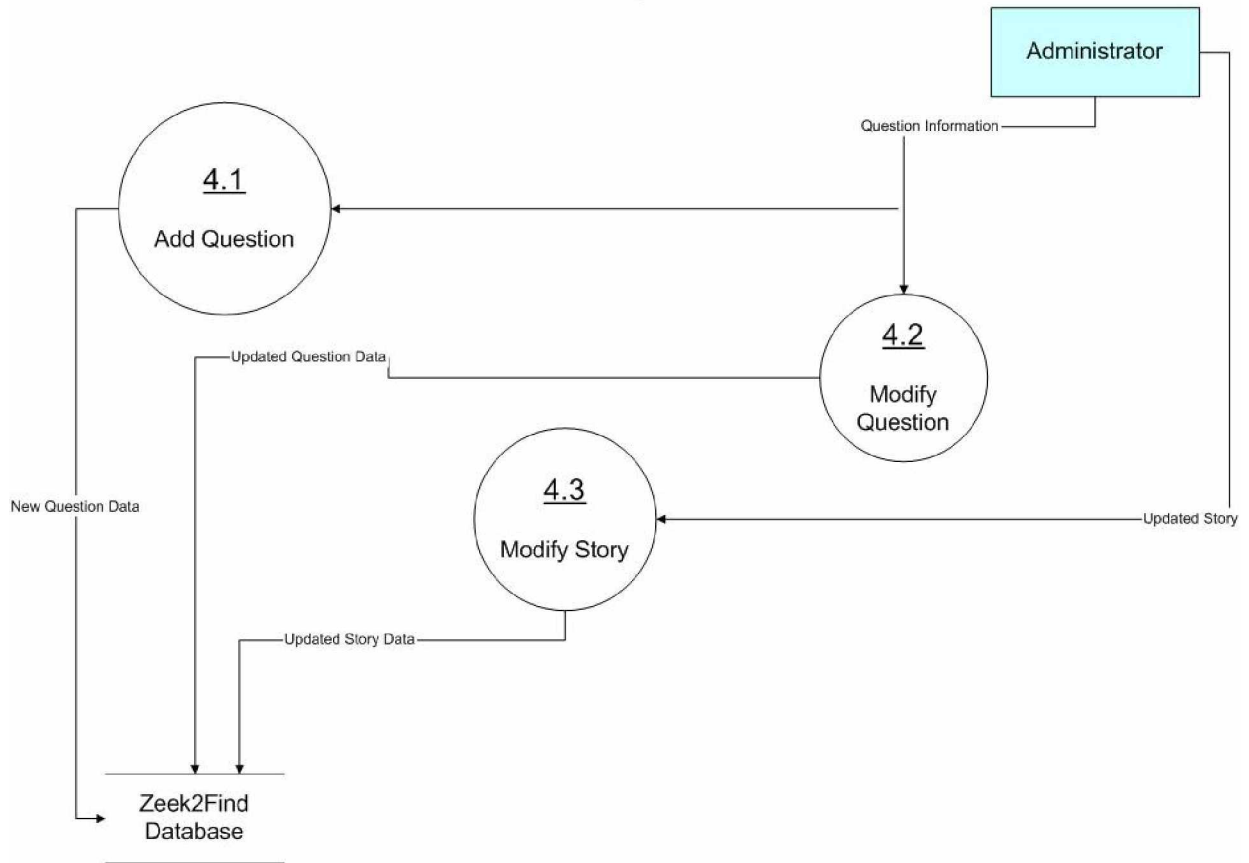 Administrator
Question Information
4.1
Add Question
4.2
Modify
Question
Updated Question Data
4.3
Modify Story
New Question Data
Updated Story
Updated Story Data
Zeek2Find
Database